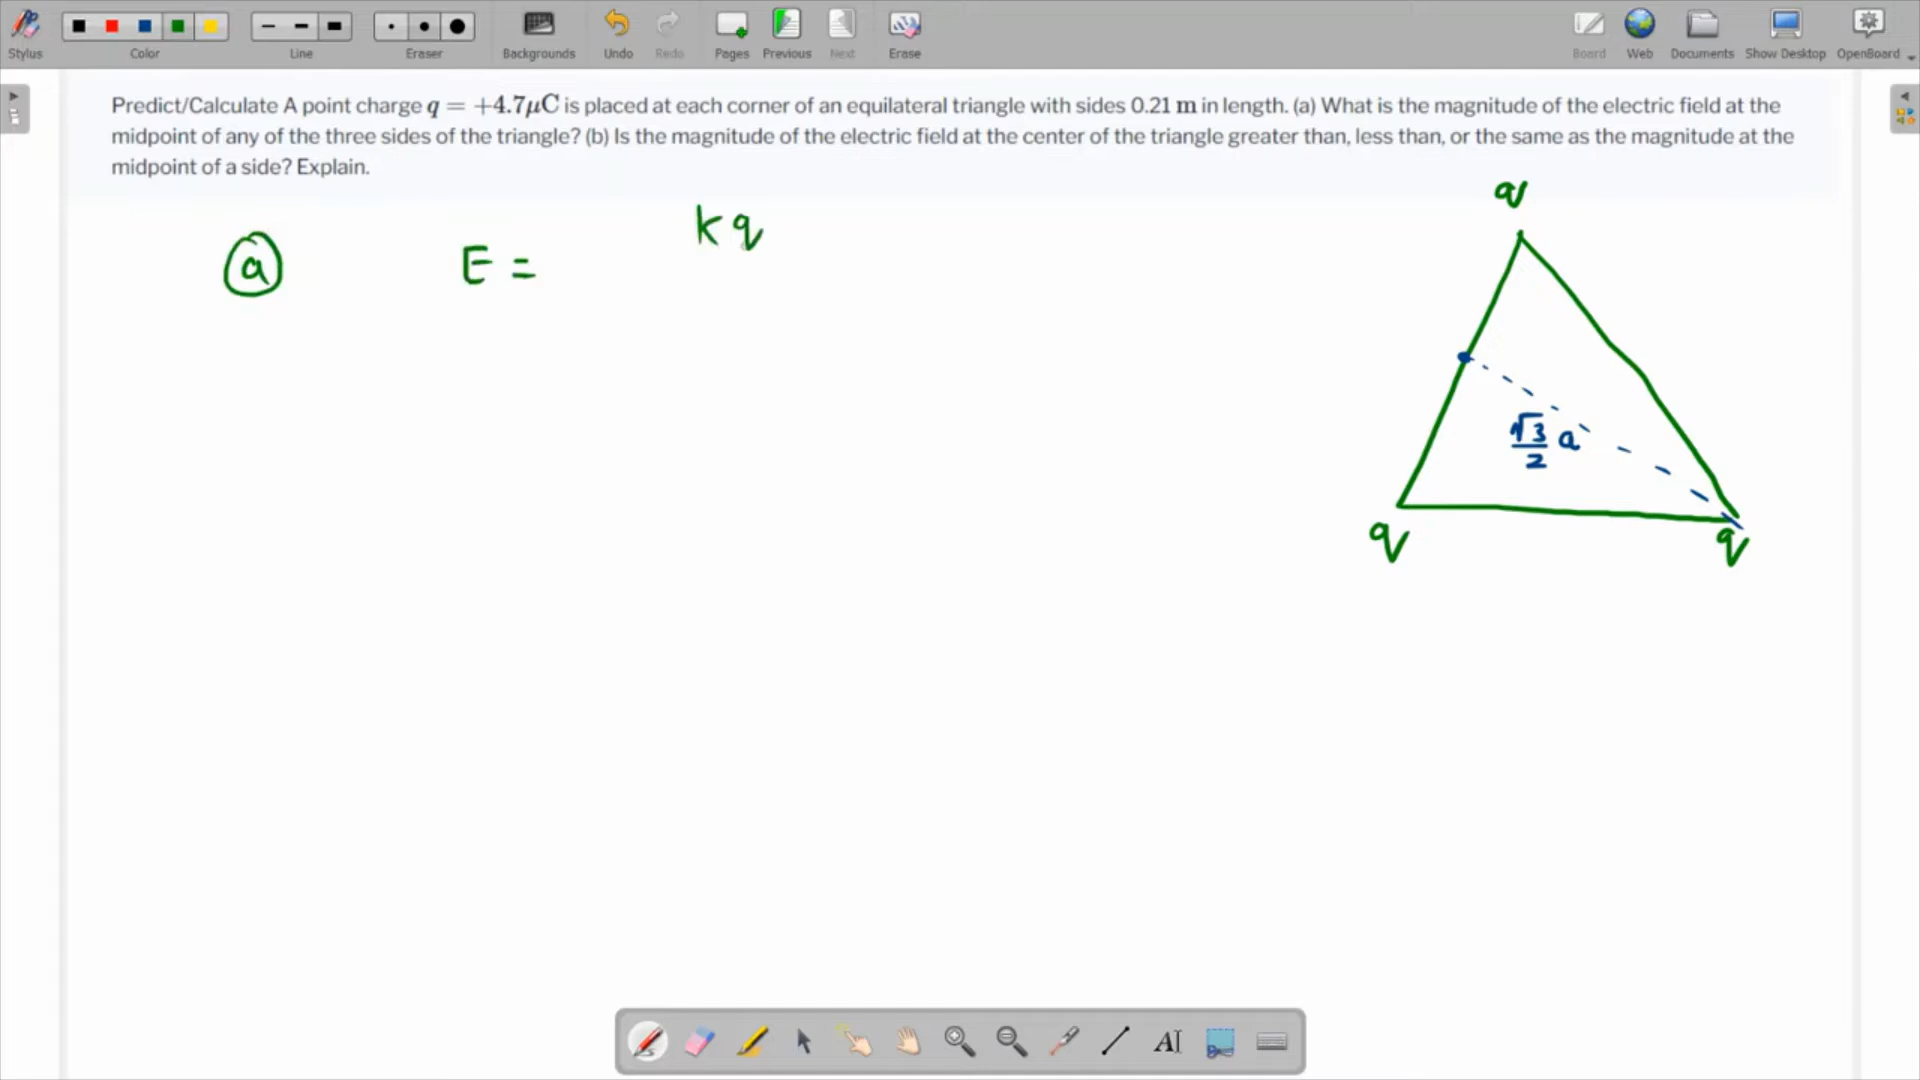 Stylus Color Line Eraser Backgrounds Undo Redo Pages Previous Next Erase Board Web Documents Show Desktop OpenBoard
Predict/Calculate A point charge q = +4.7μC is placed at each corner of an equilateral triangle with sides 0.21 m in length. (a) What is the magnitude of the electric field at the
midpoint of any of the three sides of the triangle? (b) Is the magnitude of the electric field at the center of the triangle greater than, less than, or the same as the magnitude at the
midpoint of a side? Explain.
q
kq
a E =
√3/2 a
q q
AI